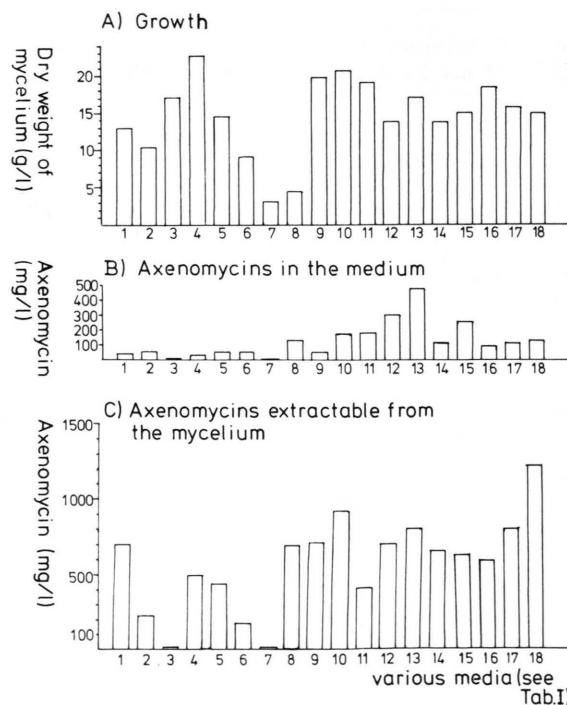 A) Growth
Dry weight of
mycelium (g/l)
20
15
10
5
1 2 3 4 5 6 7 8 9 10 11 12 13 14 15 16 17 18
B) Axenomycins in the medium
Axenomycin
(mg/l)
500
400
300
200
100
1 2 3 4 5 6 7 8 9 10 11 12 13 14 15 16 17 18
C) Axenomycins extractable from
the mycelium
Axenomycin (mg/l)
1500
1000
500
100
1 2 3 4 5 6 7 8 9 10 11 12 13 14 15 16 17 18
various media (see
Tab.I)